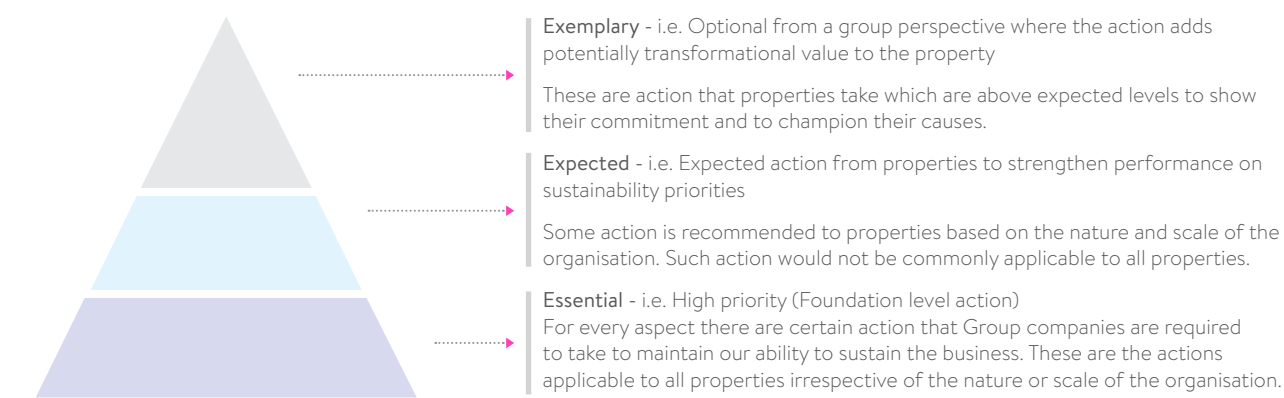 Exemplary - i.e. Optional from a group perspective where the action adds
potentially transformational value to the property
These are action that properties take which are above expected levels to show
their commitment and to champion their causes.
Expected - i.e. Expected action from properties to strengthen performance on
sustainability priorities
Some action is recommended to properties based on the nature and scale of the
organisation. Such action would not be commonly applicable to all properties.
Essential - i.e. High priority (Foundation level action)
For every aspect there are certain action that Group companies are required
to take to maintain our ability to sustain the business. These are the actions
applicable to all properties irrespective of the nature or scale of the organisation.